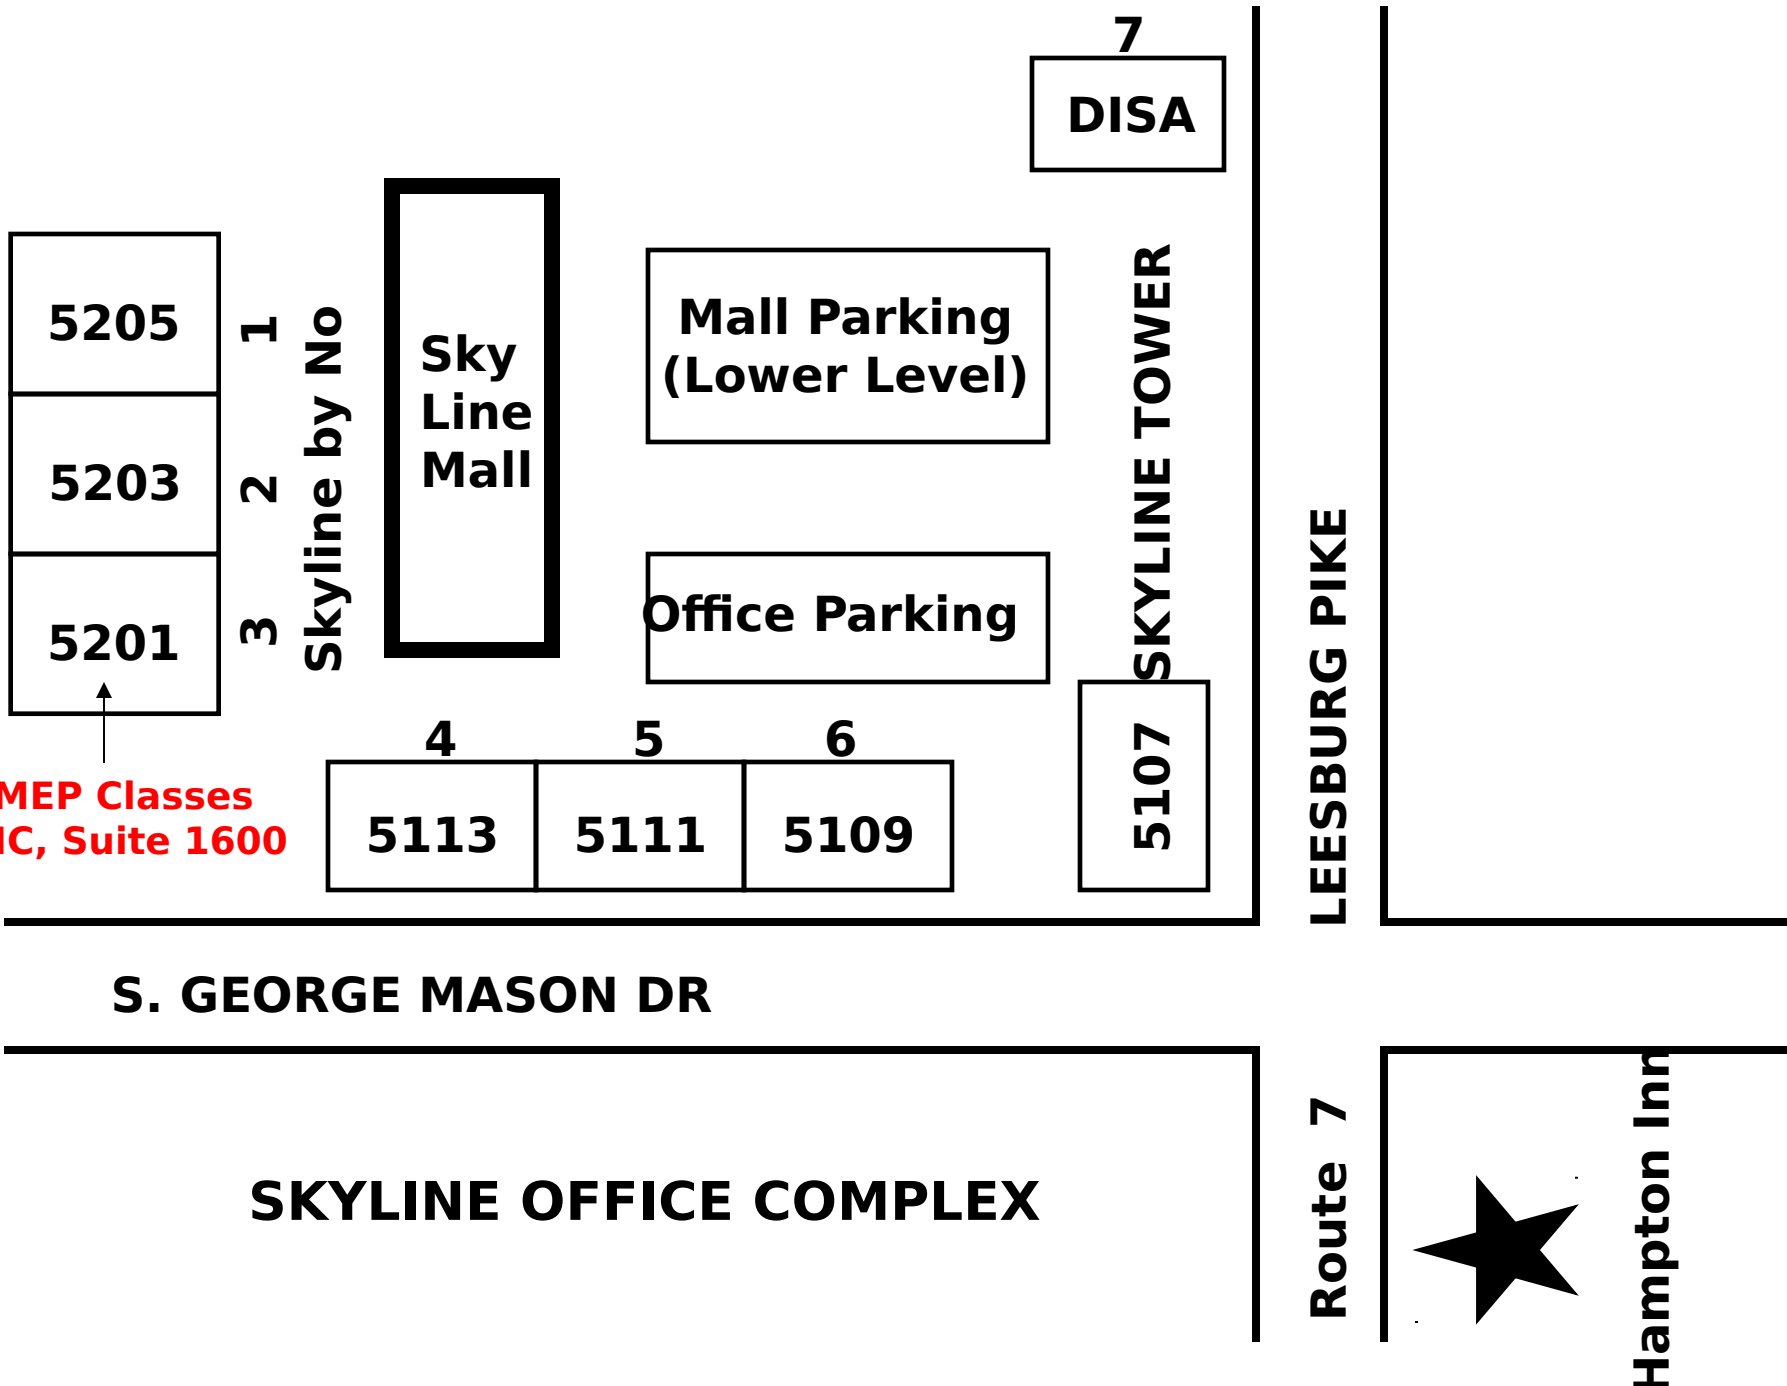 7
DISA
5205
1
5203
2
5201
3
Skyline by No
Sky
Line
Mall
Mall Parking
(Lower Level)
Office Parking
SKYLINE TOWER
5107
LEESBURG PIKE
4
5
6
5113
5111
5109
MEP Classes
IC, Suite 1600
S. GEORGE MASON DR
SKYLINE OFFICE COMPLEX
Route 7
Hampton Inn